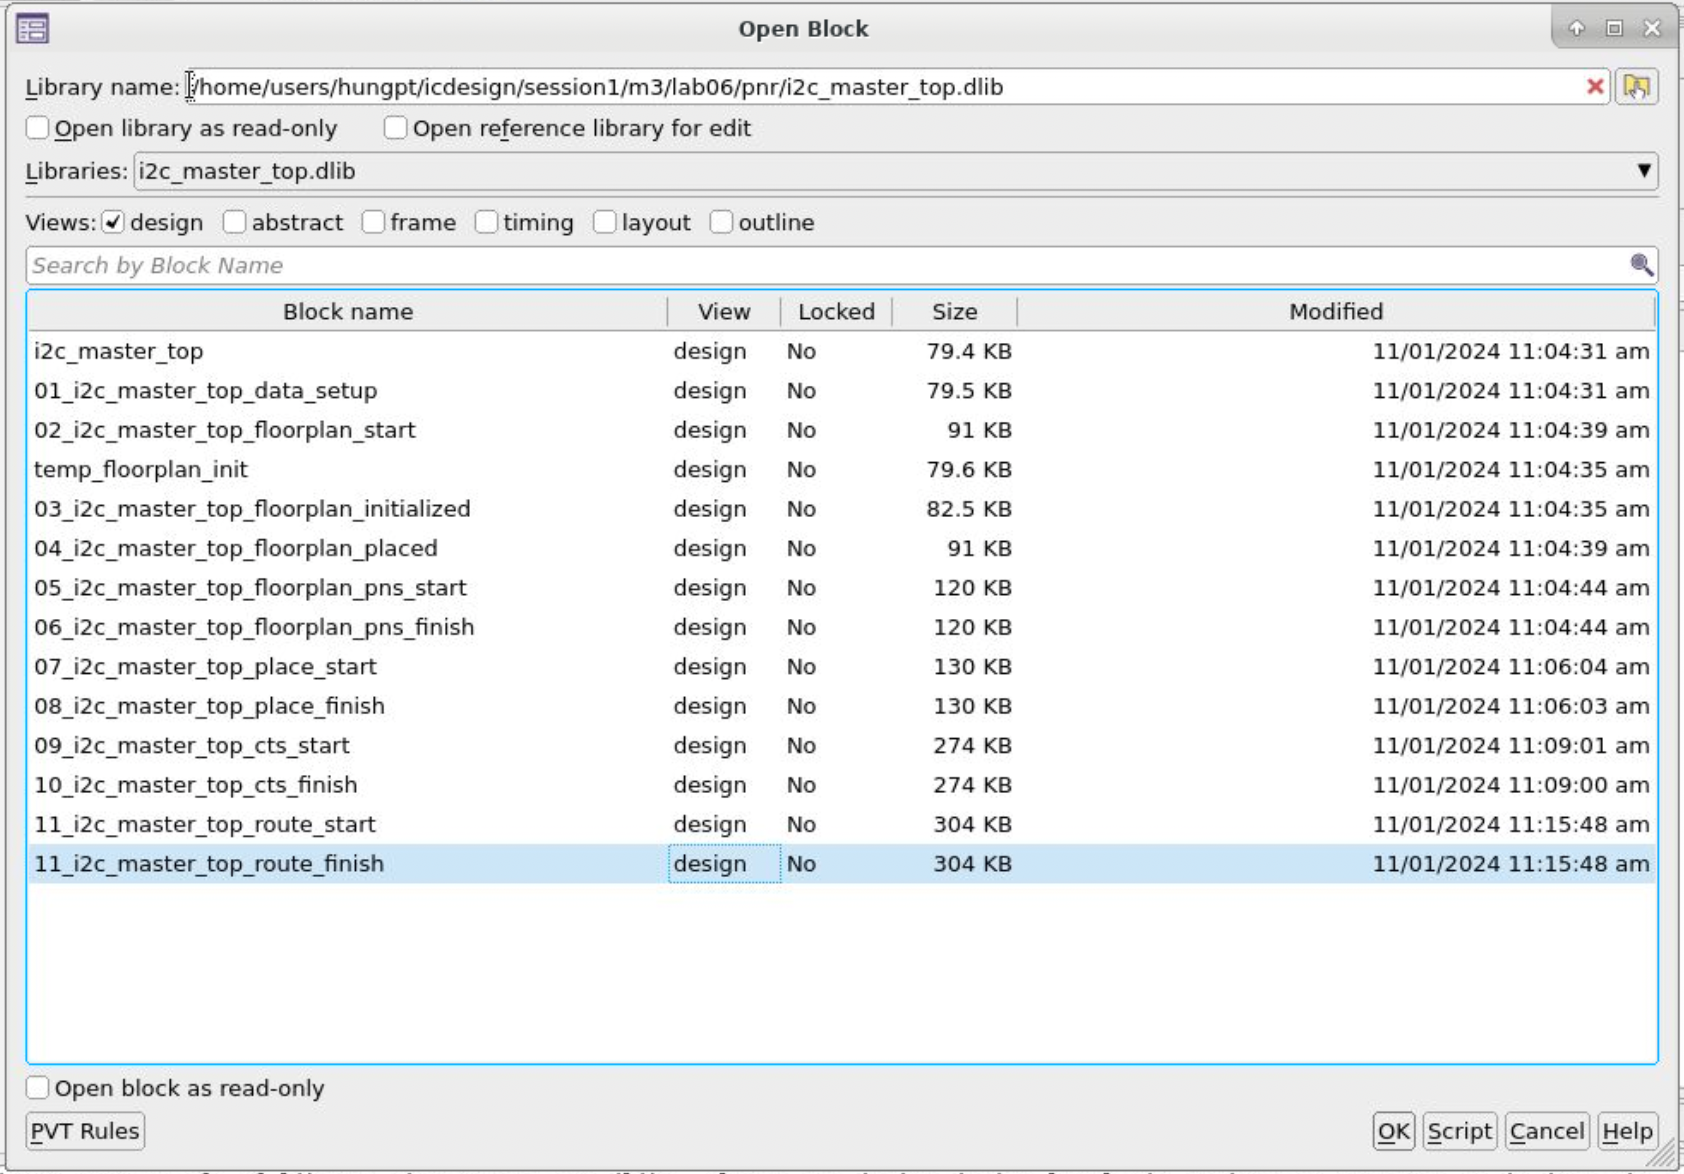 Open Block
Library name: /home/users/hungpt/icdesign/session1/m3/lab06/pnr/i2c_master_top.dlib
Open library as read-only Open reference library for edit
Libraries: i2c_master_top.dlib
Views: design abstract frame timing layout outline
Search by Block Name
Block name View Locked Size Modified
i2c_master_top design No 79.4 KB 11/01/2024 11:04:31 am
01_i2c_master_top_data_setup design No 79.5 KB 11/01/2024 11:04:31 am
02_i2c_master_top_floorplan_start design No 91 KB 11/01/2024 11:04:39 am
temp_floorplan_init design No 79.6 KB 11/01/2024 11:04:35 am
03_i2c_master_top_floorplan_initialized design No 82.5 KB 11/01/2024 11:04:35 am
04_i2c_master_top_floorplan_placed design No 91 KB 11/01/2024 11:04:39 am
05_i2c_master_top_floorplan_pns_start design No 120 KB 11/01/2024 11:04:44 am
06_i2c_master_top_floorplan_pns_finish design No 120 KB 11/01/2024 11:04:44 am
07_i2c_master_top_place_start design No 130 KB 11/01/2024 11:06:04 am
08_i2c_master_top_place_finish design No 130 KB 11/01/2024 11:06:03 am
09_i2c_master_top_cts_start design No 274 KB 11/01/2024 11:09:01 am
10_i2c_master_top_cts_finish design No 274 KB 11/01/2024 11:09:00 am
11_i2c_master_top_route_start design No 304 KB 11/01/2024 11:15:48 am
11_i2c_master_top_route_finish design No 304 KB 11/01/2024 11:15:48 am
Open block as read-only
PVT Rules OK Script Cancel Help